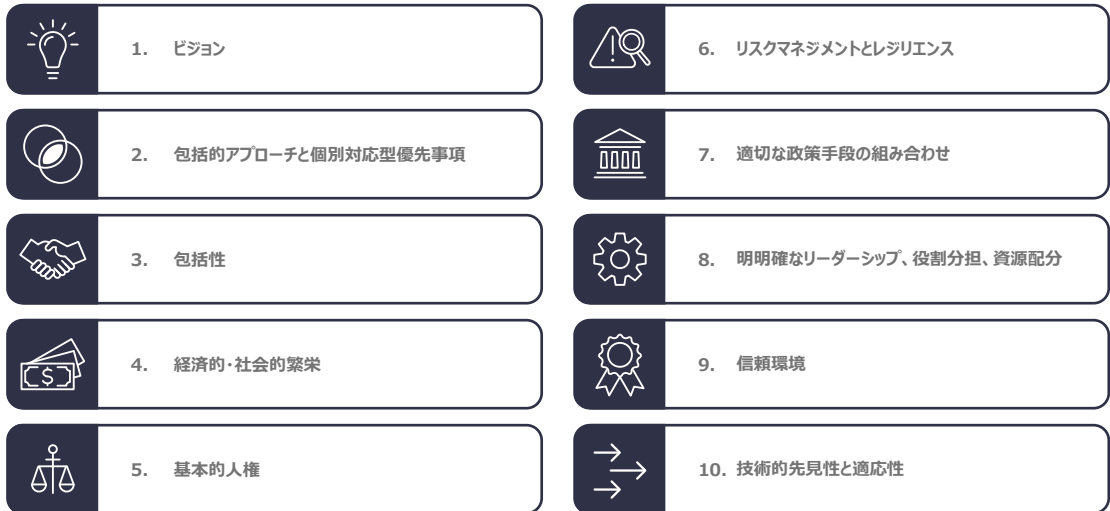 1. ビジョン
2. 包括的アプローチと個別対応型優先事項
3. 包括性
4. 経済的・社会的繁栄
5. 基本的人権
6. リスクマネジメントとレジリエンス
7. 適切な政策手段の組み合わせ
8. 明明確なリーダーシップ、役割分担、資源配分
9. 信頼環境
10. 技術的先見性と適応性